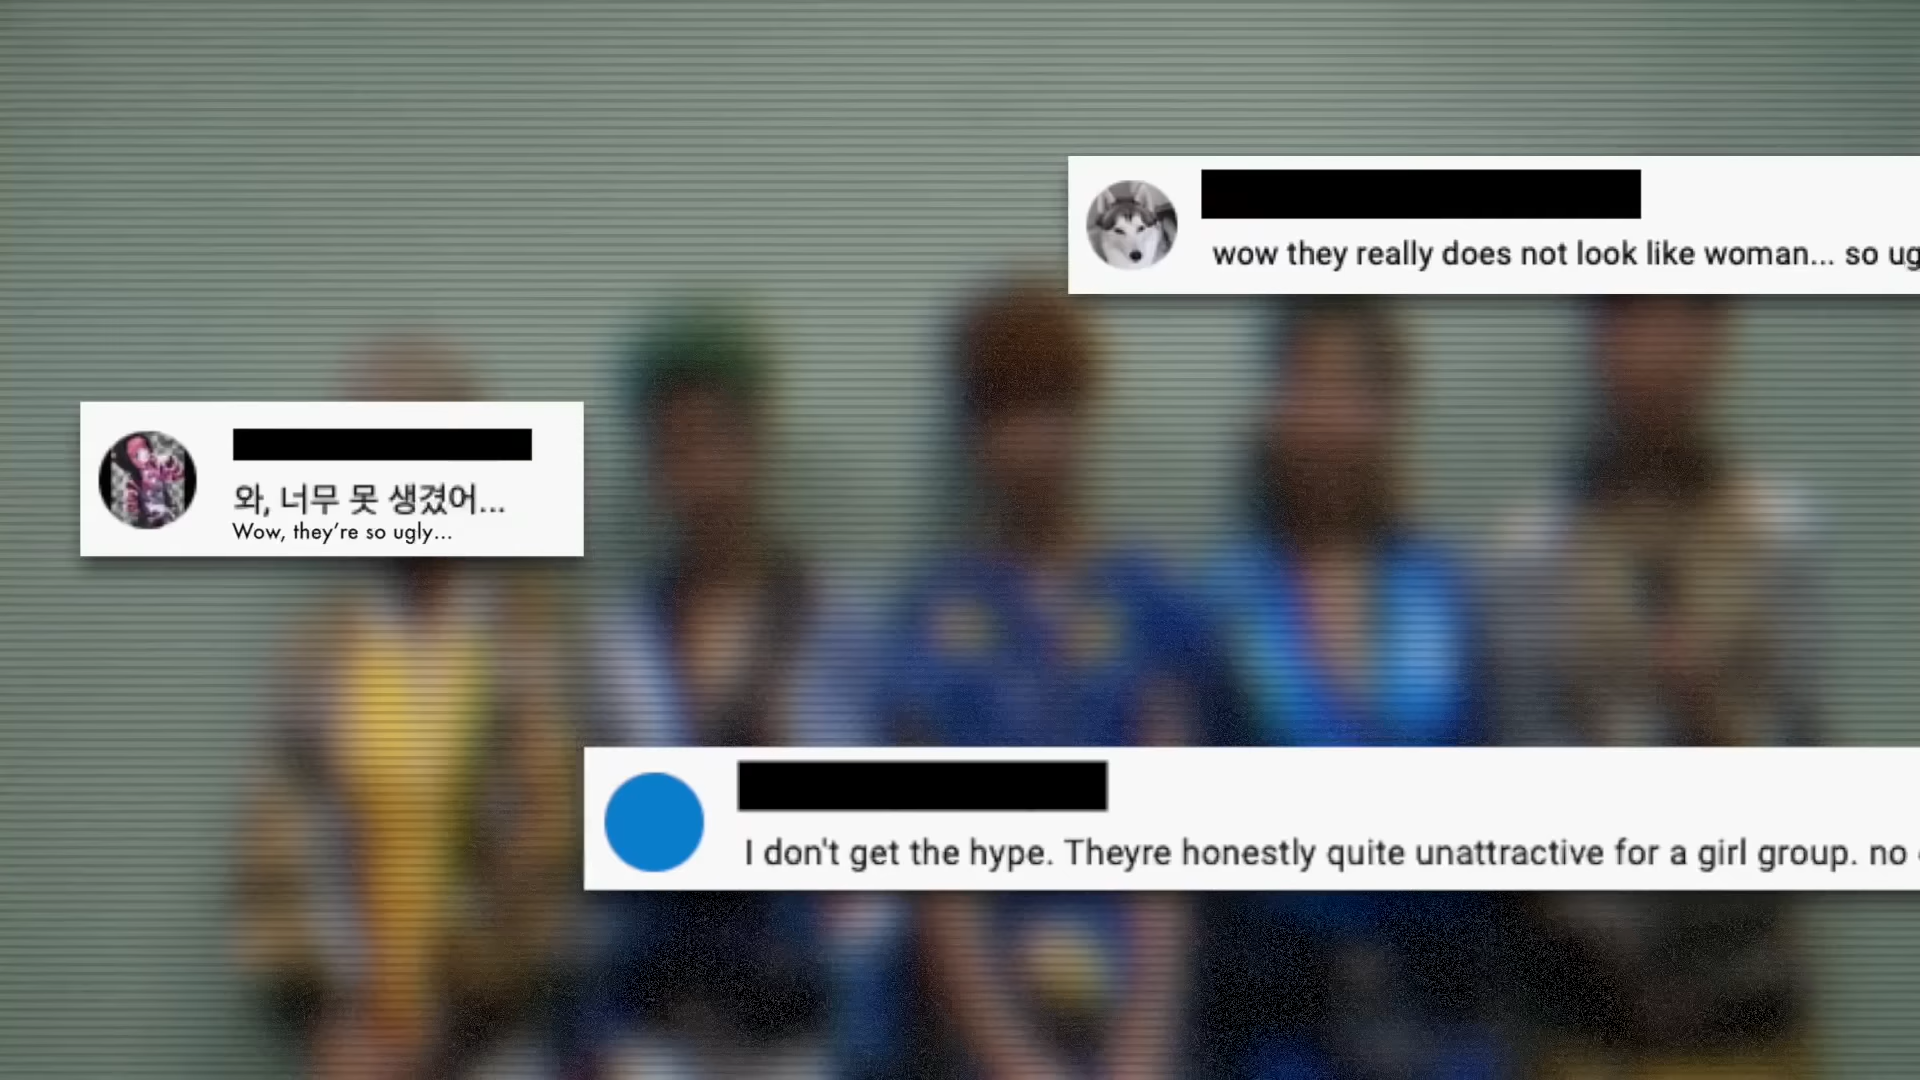 wow they really does not look like woman... so ug
와, 너무 못 생겼어...
Wow, they're so ugly...
I don't get the hype. Theyre honestly quite unattractive for a girl group. no